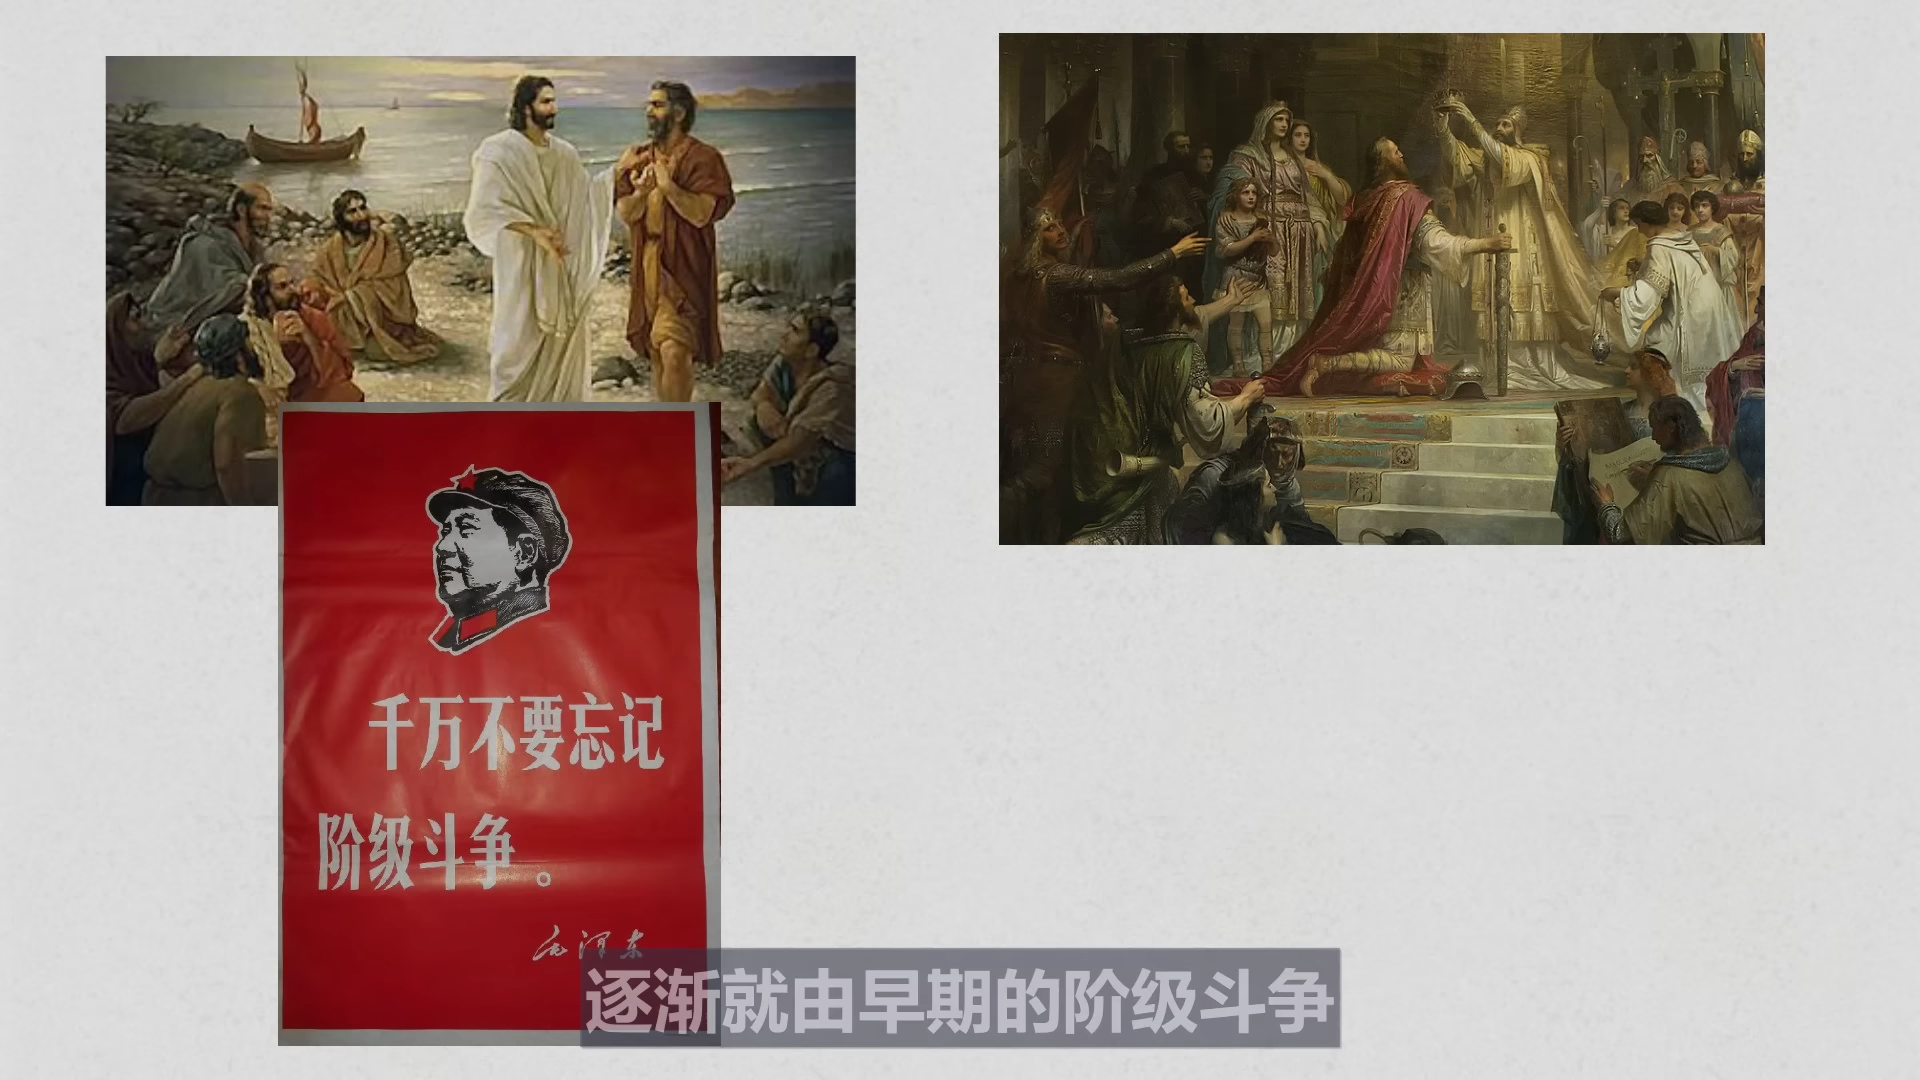 千万不要忘记
阶级斗争。
毛泽东
逐渐就由早期的阶级斗争